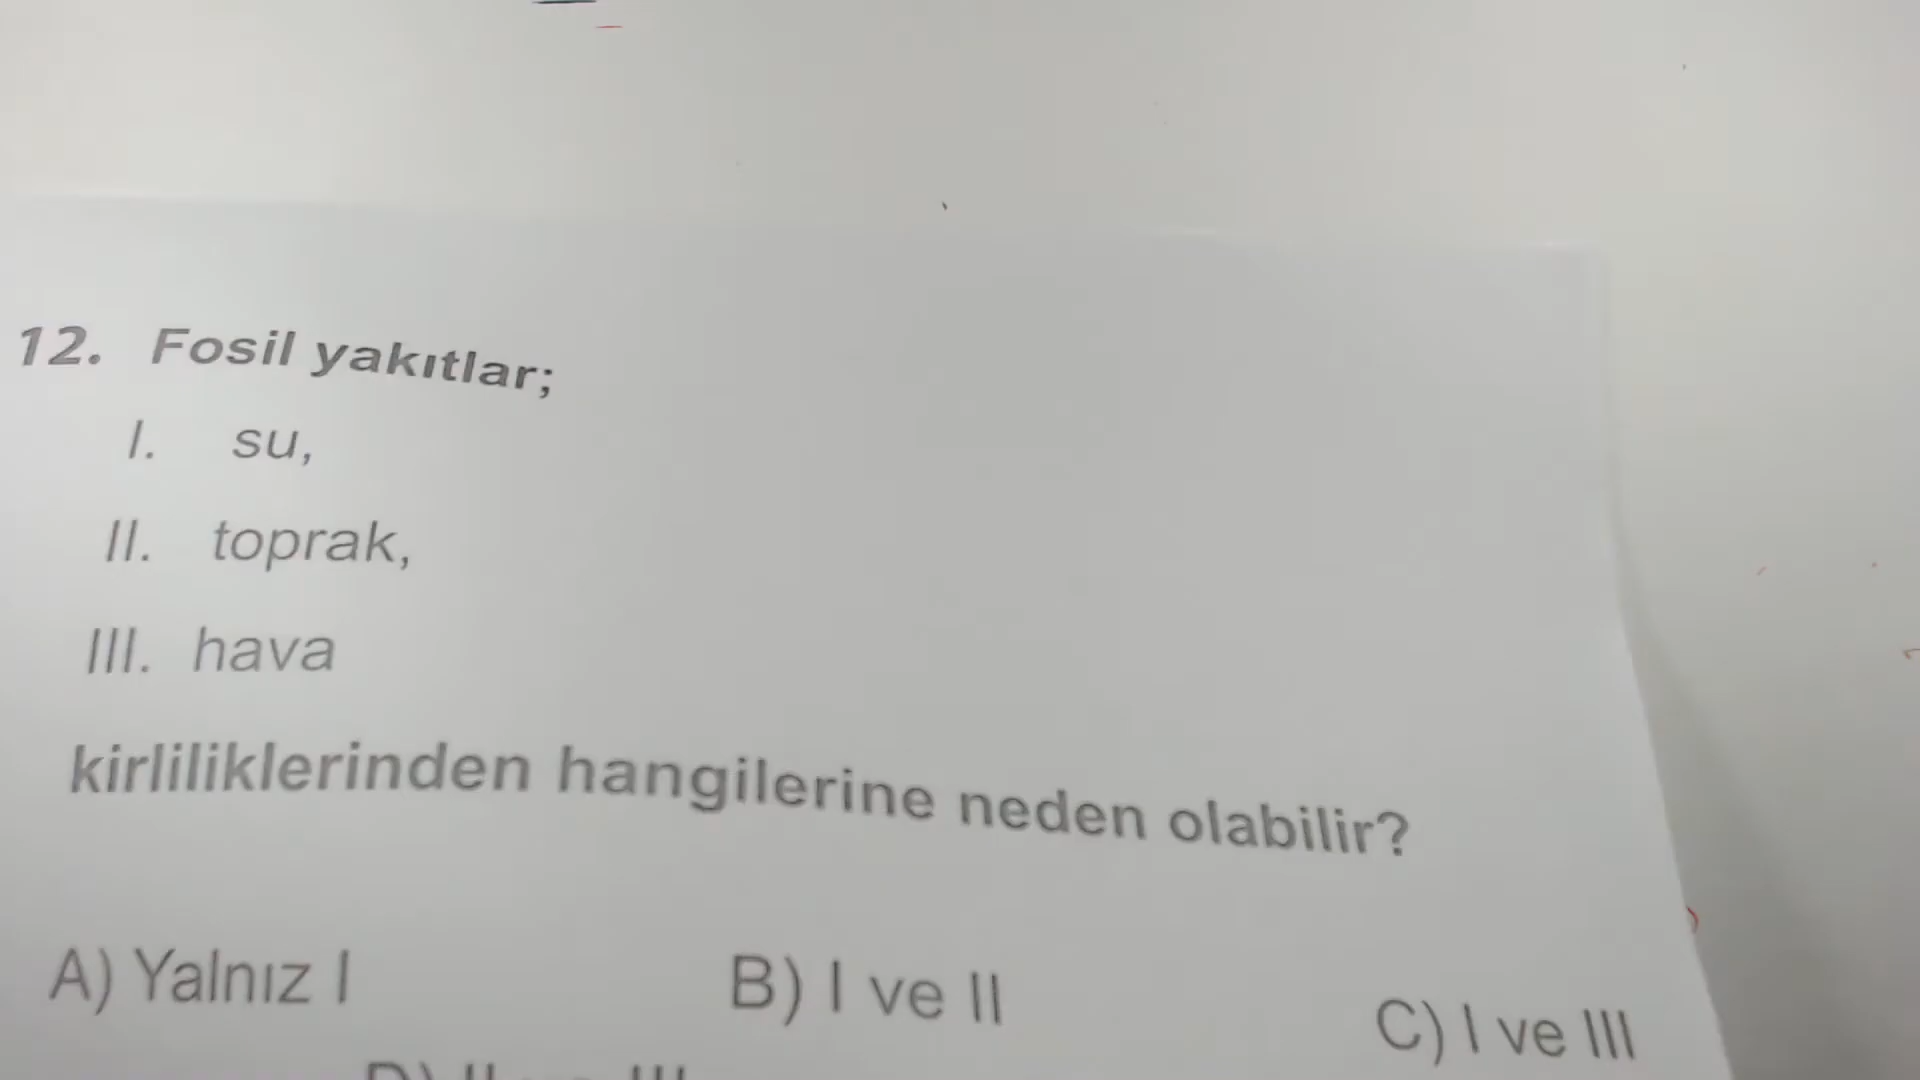 12. Fosil yakıtlar;
I. su,
II. toprak,
III. hava
kirliliklerinden hangilerine neden olabilir?
A) Yalnız I B) I ve II C) I ve III